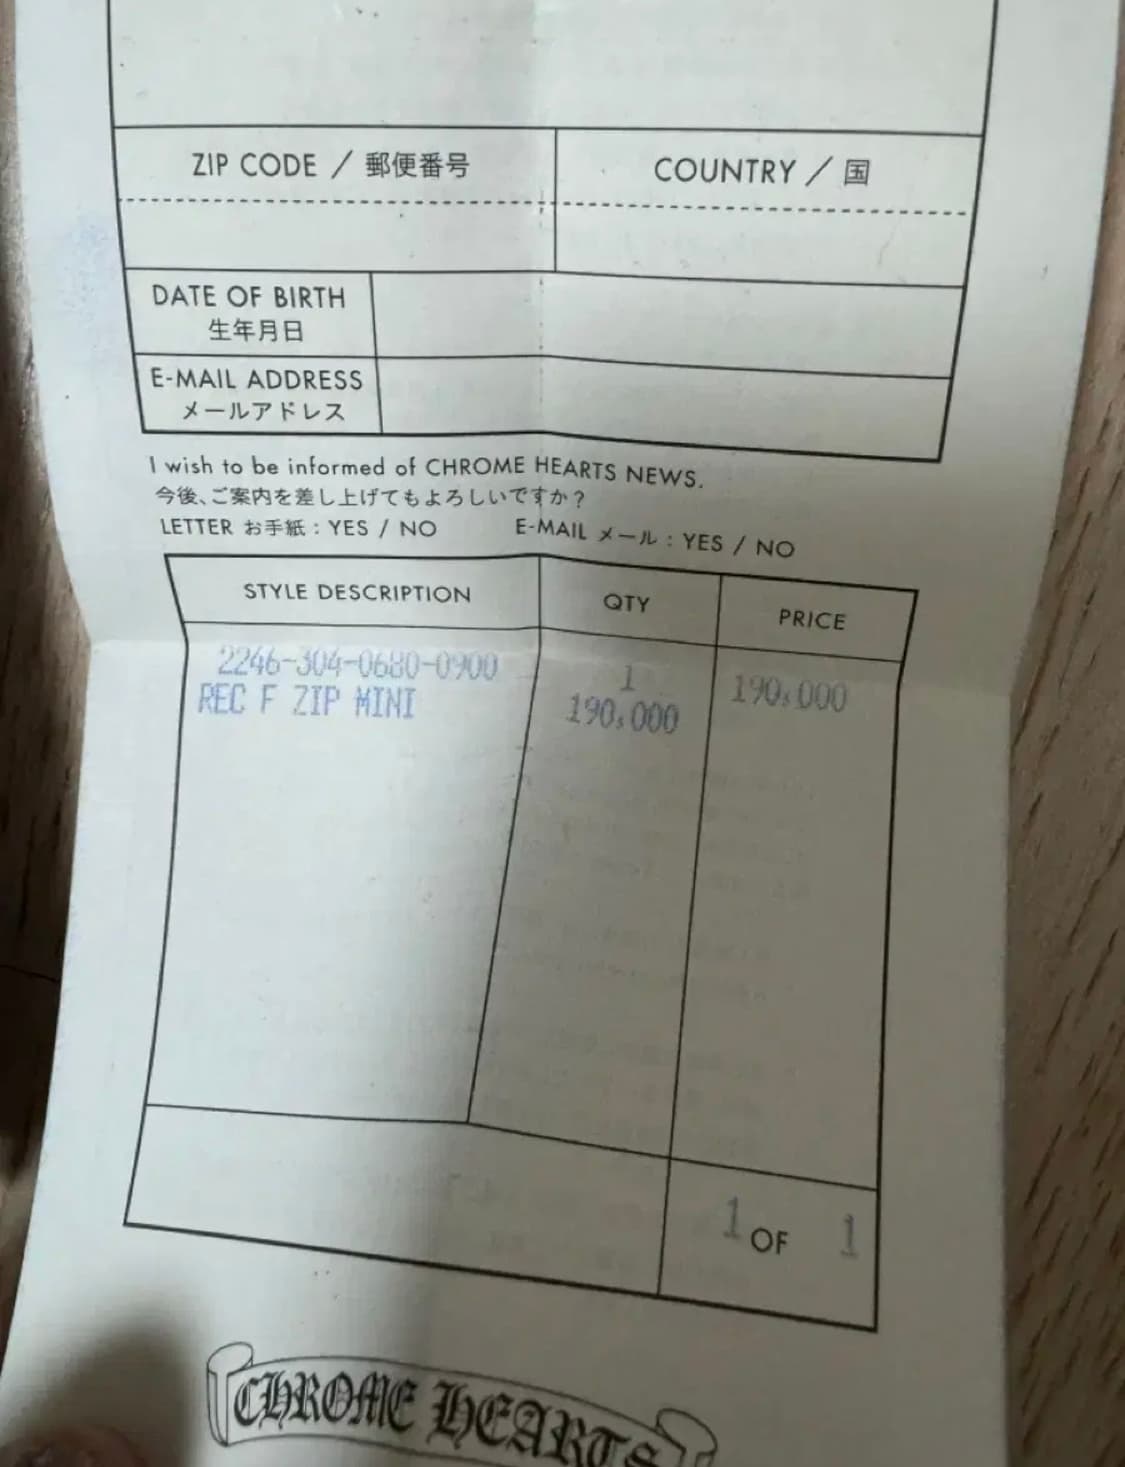 ZIP CODE / 郵便番号
COUNTRY / 国
DATE OF BIRTH
生年月日
E-MAIL ADDRESS
メールアドレス
I wish to be informed of CHROME HEARTS NEWS.
今後、ご案内を差し上げてもよろしいですか?
LETTER お手紙 : YES / NO E-MAIL メール : YES / NO
STYLE DESCRIPTION QTY PRICE
2246-304-0680-0900 1 190,000
REC F ZIP MINI 190,000
1 OF 1
CHROME HEARTS